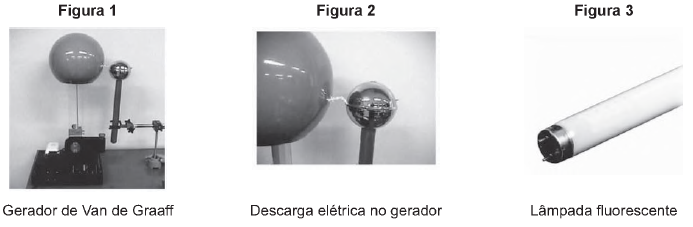 Figura 1
Figura 2
Figura 3
Gerador de Van de Graaff
Descarga elétrica no gerador
Lâmpada fluorescente